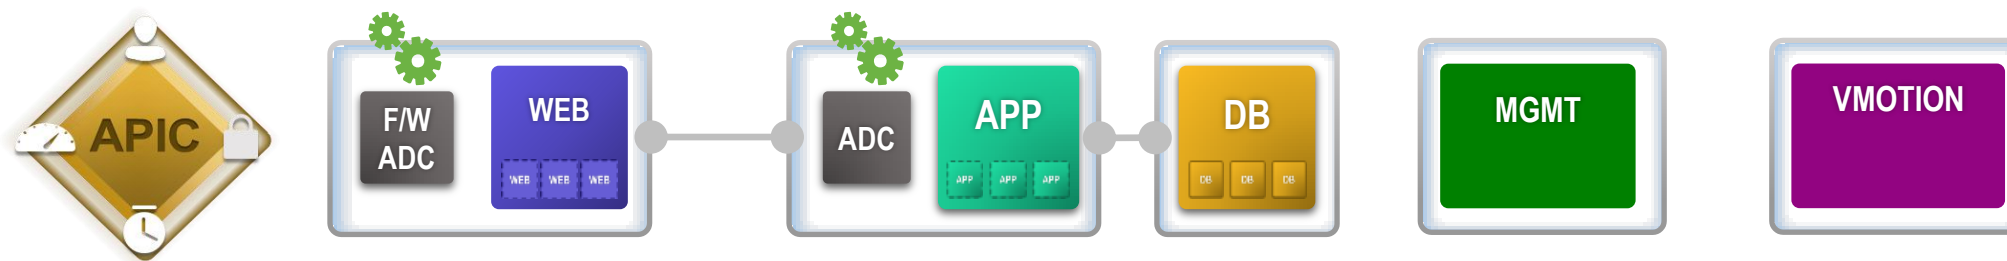 APIC
F/W
ADC
WEB
WEB WEB WEB
ADC
APP
APP APP APP
DB
DB DB DB
MGMT
VMOTION